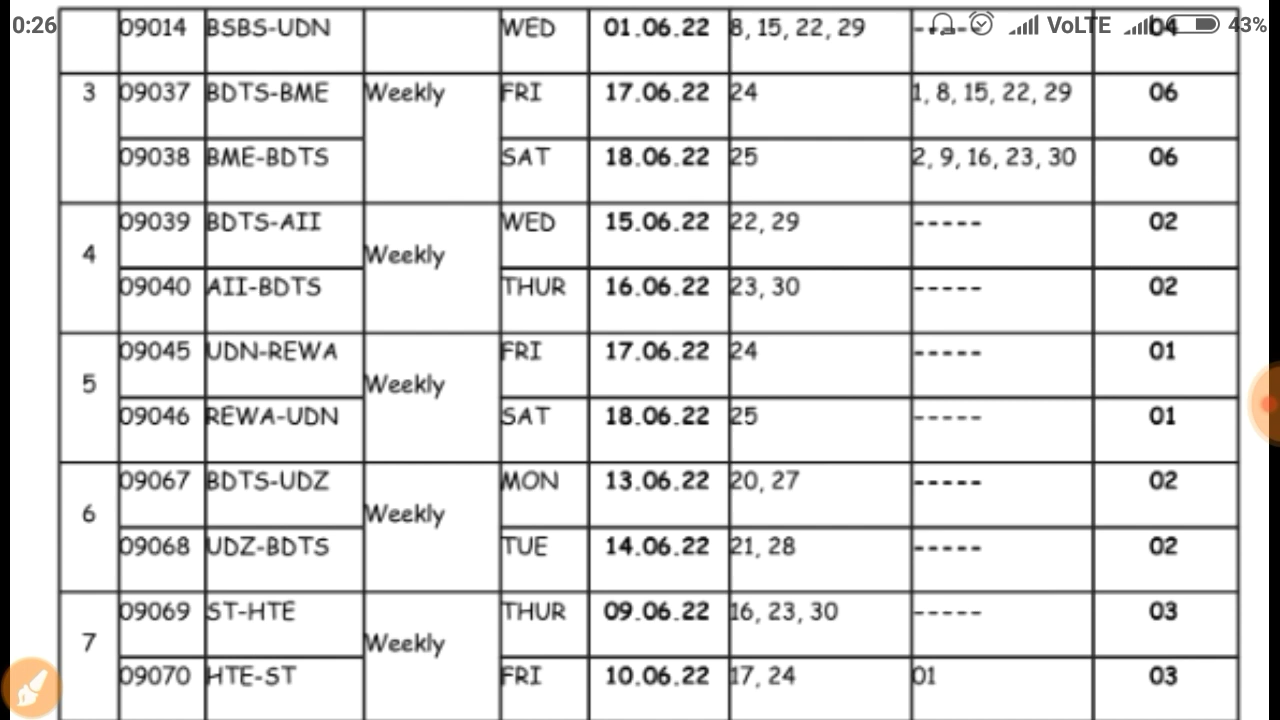 0:26 VoLTE 43%
09014 BSBS-UDN WED 01.06.22 8, 15, 22, 29 ----- 04
3 09037 BDTS-BME Weekly FRI 17.06.22 24 1, 8, 15, 22, 29 06
09038 BME-BDTS SAT 18.06.22 25 2, 9, 16, 23, 30 06
09039 BDTS-AII WED 15.06.22 22, 29 ----- 02
4 Weekly
09040 AII-BDTS THUR 16.06.22 23, 30 ----- 02
09045 UDN-REWA FRI 17.06.22 24 ----- 01
5 Weekly
09046 REWA-UDN SAT 18.06.22 25 ----- 01
09067 BDTS-UDZ MON 13.06.22 20, 27 ----- 02
6 Weekly
09068 UDZ-BDTS TUE 14.06.22 21, 28 ----- 02
09069 ST-HTE THUR 09.06.22 16, 23, 30 ----- 03
7 Weekly
09070 HTE-ST FRI 10.06.22 17, 24 01 03